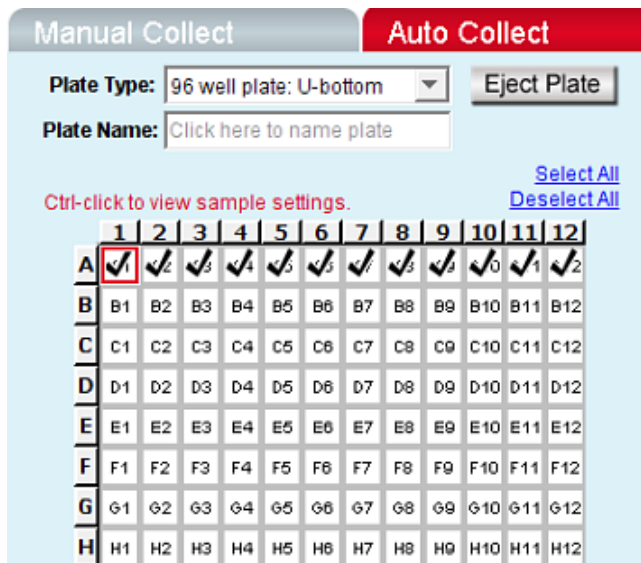 Manual Collect Auto Collect
Plate Type: 96 well plate: U-bottom Eject Plate
Plate Name: Click here to name plate
Select All
Ctrl-click to view sample settings. Deselect All
1 2 3 4 5 6 7 8 9 10 11 12
A
B B1 B2 B3 B4 B5 B6 B7 B8 B9 B10 B11 B12
C C1 C2 C3 C4 C5 C6 C7 C8 C9 C10 C11 C12
D D1 D2 D3 D4 D5 D6 D7 D8 D9 D10 D11 D12
E E1 E2 E3 E4 E5 E6 E7 E8 E9 E10 E11 E12
F F1 F2 F3 F4 F5 F6 F7 F8 F9 F10 F11 F12
G G1 G2 G3 G4 G5 G6 G7 G8 G9 G10 G11 G12
H H1 H2 H3 H4 H5 H6 H7 H8 H9 H10 H11 H12